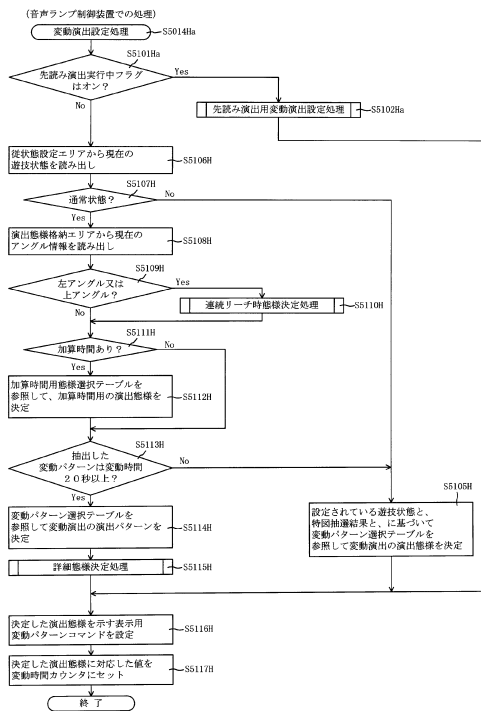 (音声ランプ制御装置での処理)
変動演出設定処理
S5014Ha
S5101Ha
先読み演出実行中フラグ
はオン?
Yes
No
先読み演出用変動演出設定処理
S5102Ha
従状態設定エリアから現在の
遊技状態を読み出し
S5106H
S5107H
通常状態?
No
Yes
演出態様格納エリアから現在の
アングル情報を読み出し
S5108H
S5109H
左アングル又は
上アングル?
Yes
No
連続リーチ時態様決定処理
S5110H
S5111H
加算時間あり?
No
Yes
加算時間用態様選択テーブルを
参照して、加算時間用の演出態様を
決定
S5112H
S5113H
抽出した
変動パターンは変動時間
20秒以上?
No
Yes
S5105H
変動パターン選択テーブルを
参照して変動演出の演出パターンを
決定
S5114H
設定されている遊技状態と、
特図抽選結果と、に基づいて
変動パターン選択テーブルを
参照して変動演出の演出態様を決定
詳細態様決定処理
S5115H
決定した演出態様を示す表示用
変動パターンコマンドを設定
S5116H
決定した演出態様に対応した値を
変動時間カウンタにセット
S5117H
終了